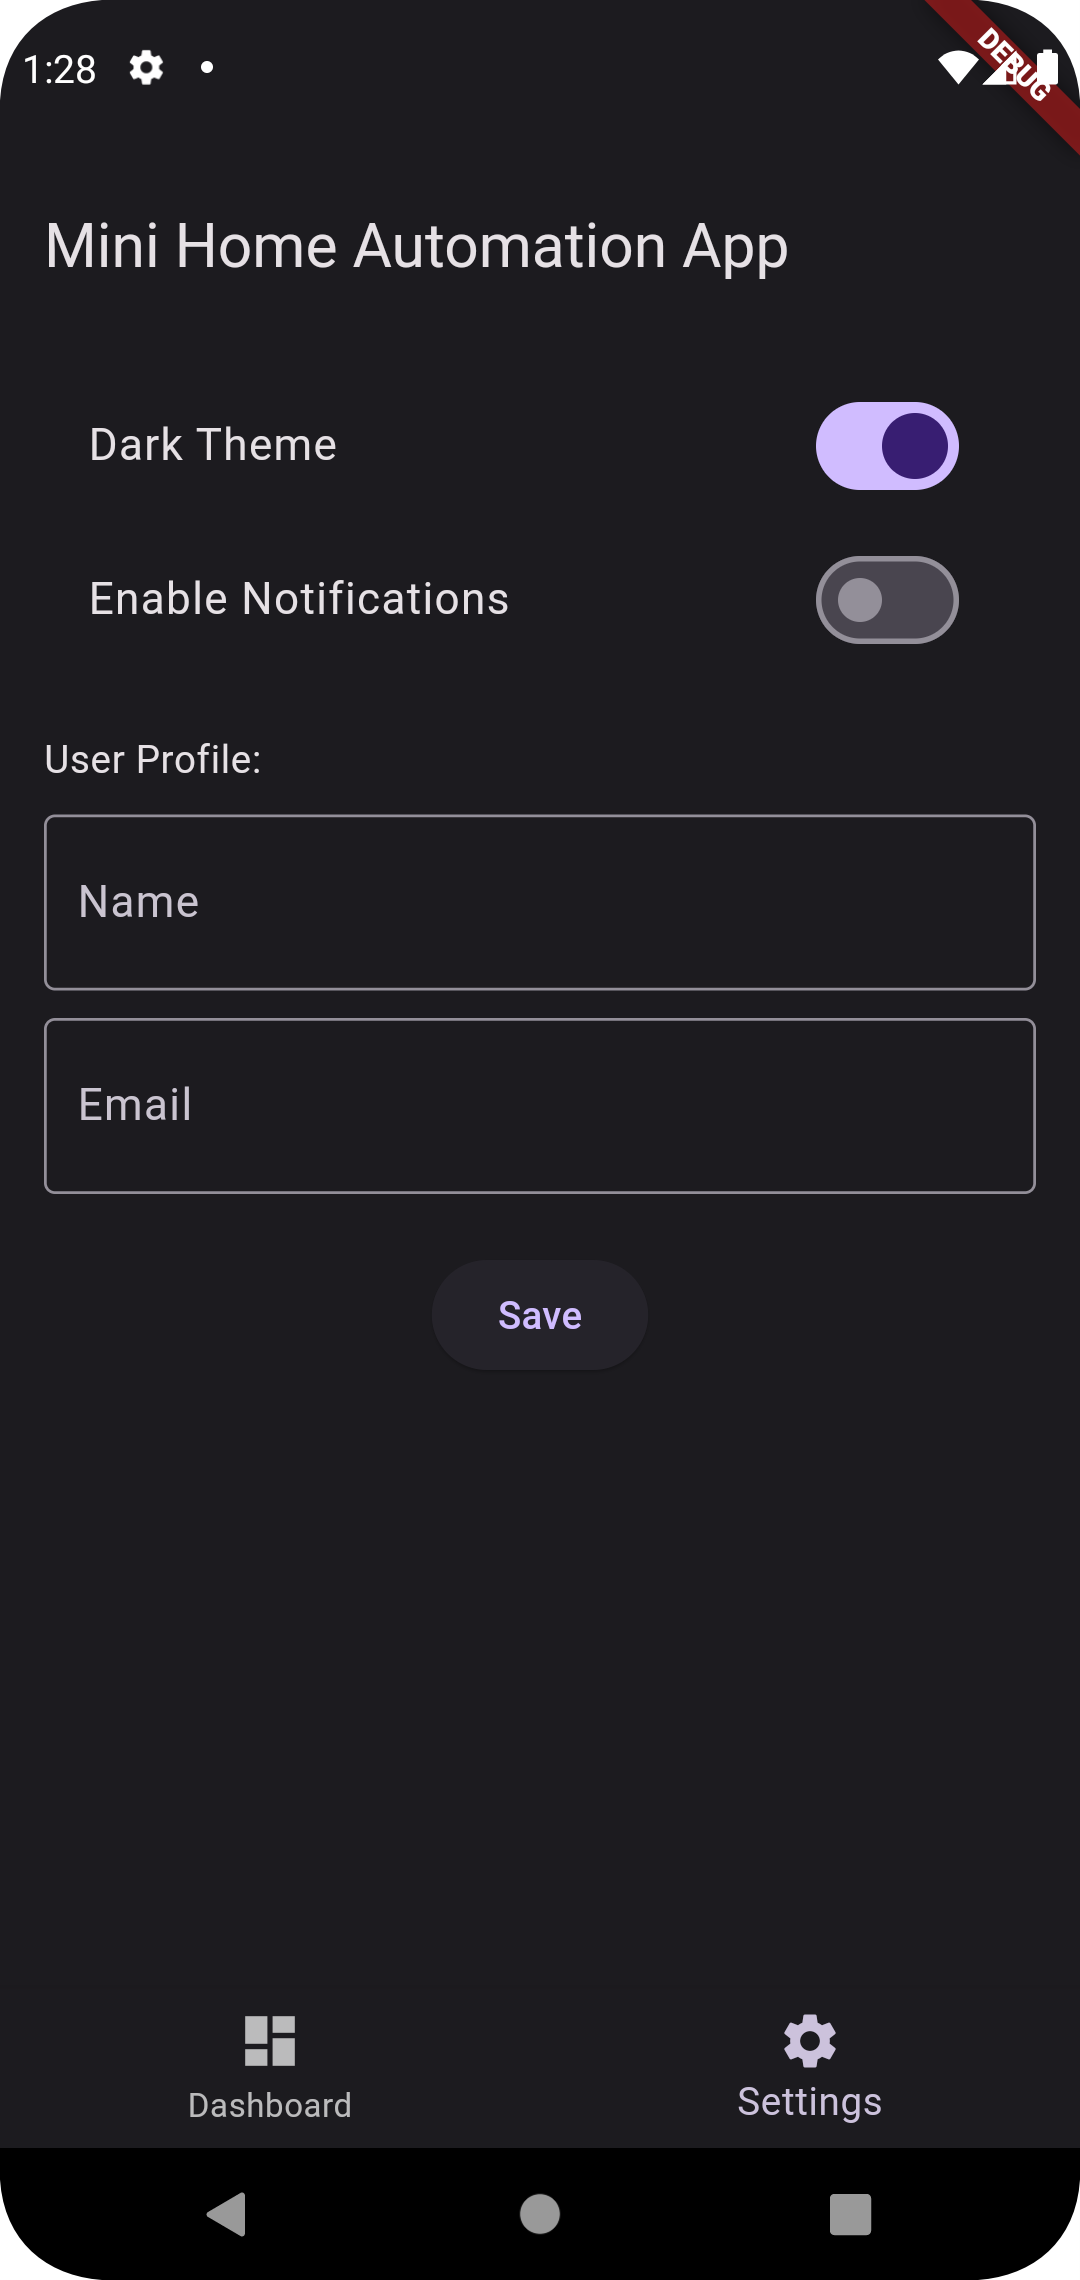 1:28
DEBUG
Mini Home Automation App
Dark Theme
Enable Notifications
User Profile:
Name
Email
Save
Dashboard
Settings